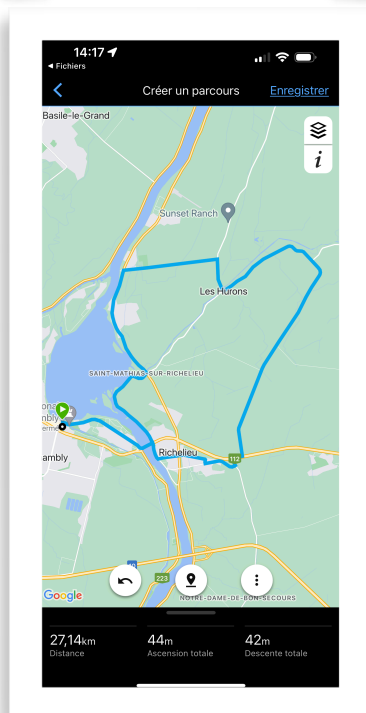 14:17
Fichiers
Créer un parcours
Enregistrer
Basile-le-Grand
i
Sunset Ranch
Les Hurons
SAINT-MATHIAS-SUR-RICHELIEU
ambly
Richelieu
112
223
Google
NOTRE-DAME-DE-BON-SECOURS
27,14km
44m
42m
Distance
Ascension totale
Descente totale